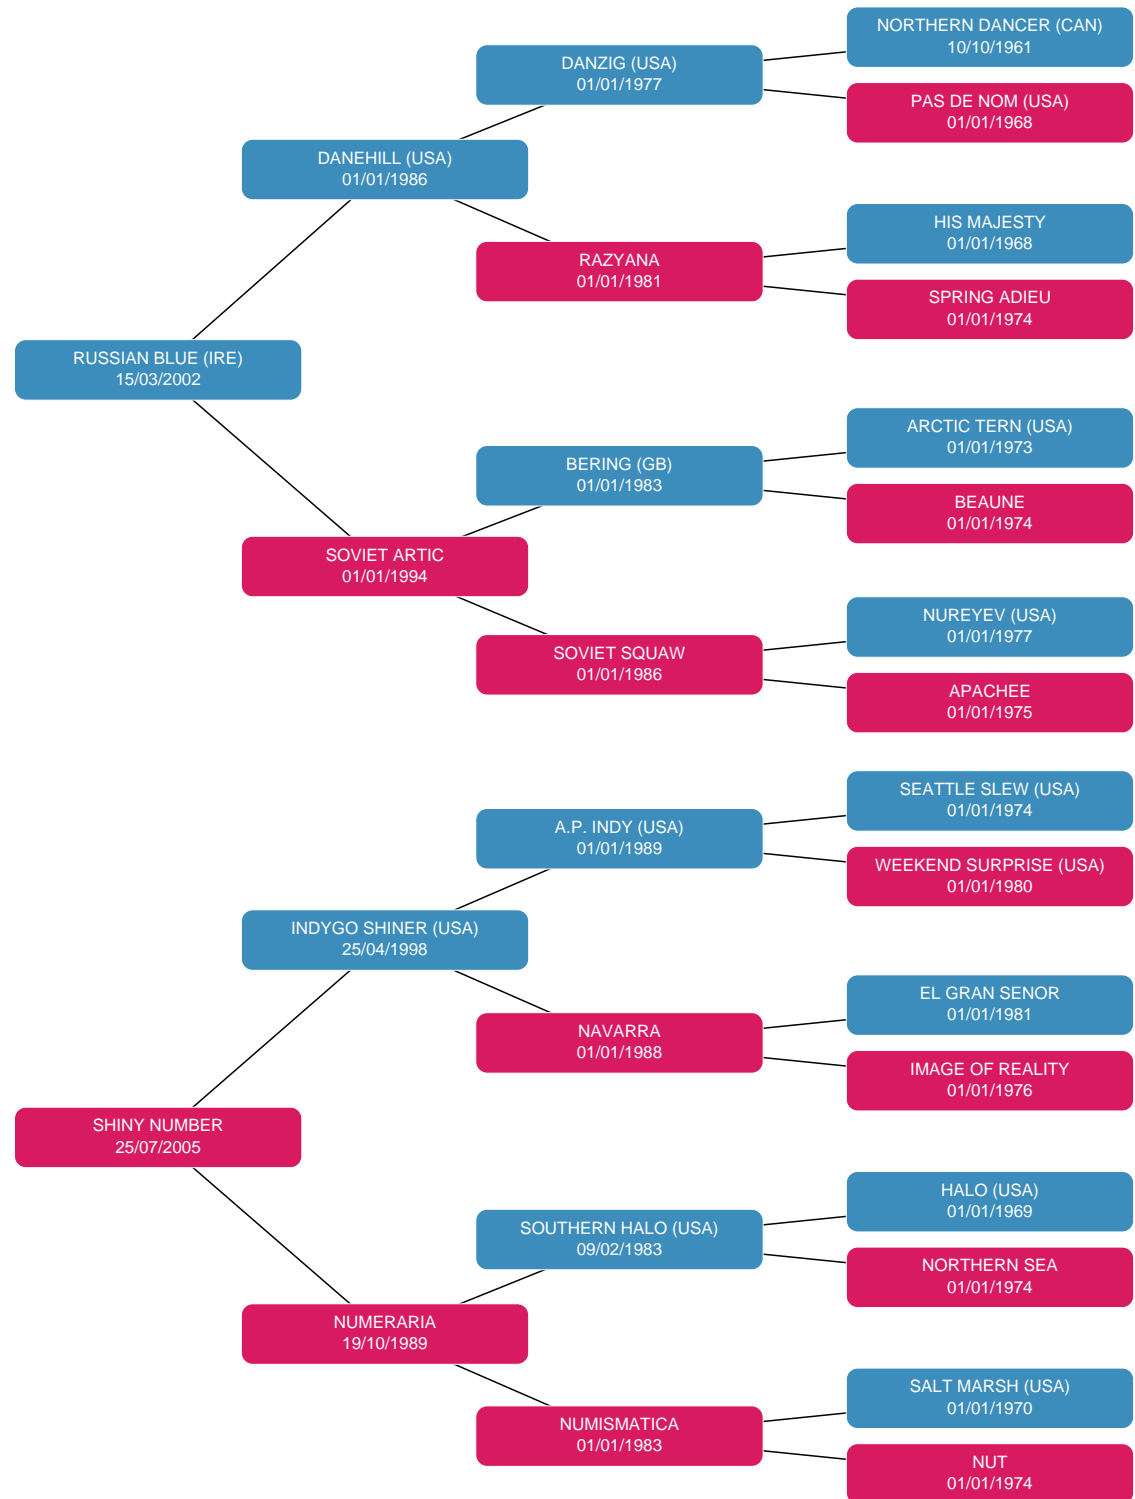 NORTHERN DANCER (CAN)
10/10/1961
DANZIG (USA)
01/01/1977
PAS DE NOM (USA)
01/01/1968
DANEHILL (USA)
01/01/1986
HIS MAJESTY
01/01/1968
RAZYANA
01/01/1981
SPRING ADIEU
01/01/1974
RUSSIAN BLUE (IRE)
15/03/2002
ARCTIC TERN (USA)
01/01/1973
BERING (GB)
01/01/1983
BEAUNE
01/01/1974
SOVIET ARTIC
01/01/1994
NUREYEV (USA)
01/01/1977
SOVIET SQUAW
01/01/1986
APACHEE
01/01/1975
SEATTLE SLEW (USA)
01/01/1974
A.P. INDY (USA)
01/01/1989
WEEKEND SURPRISE (USA)
01/01/1980
INDYGO SHINER (USA)
25/04/1998
EL GRAN SENOR
01/01/1981
NAVARRA
01/01/1988
IMAGE OF REALITY
01/01/1976
SHINY NUMBER
25/07/2005
HALO (USA)
01/01/1969
SOUTHERN HALO (USA)
09/02/1983
NORTHERN SEA
01/01/1974
NUMERARIA
19/10/1989
SALT MARSH (USA)
01/01/1970
NUMISMATICA
01/01/1983
NUT
01/01/1974